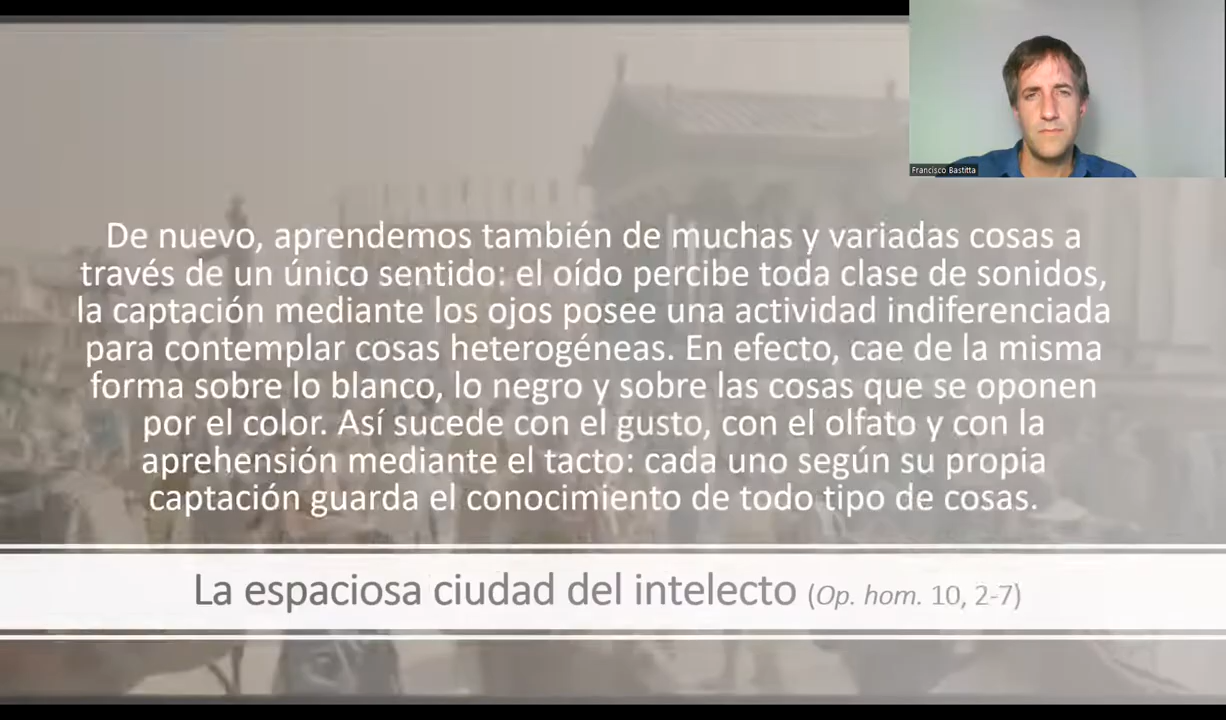 Francisco Bastitta
De nuevo, aprendemos también de muchas y variadas cosas a
través de un único sentido: el oído percibe toda clase de sonidos,
la captación mediante los ojos posee una actividad indiferenciada
para contemplar cosas heterogéneas. En efecto, cae de la misma
forma sobre lo blanco, lo negro y sobre las cosas que se oponen
por el color. Así sucede con el gusto, con el olfato y con la
aprehensión mediante el tacto: cada uno según su propia
captación guarda el conocimiento de todo tipo de cosas.
La espaciosa ciudad del intelecto (Op. hom. 10, 2-7)